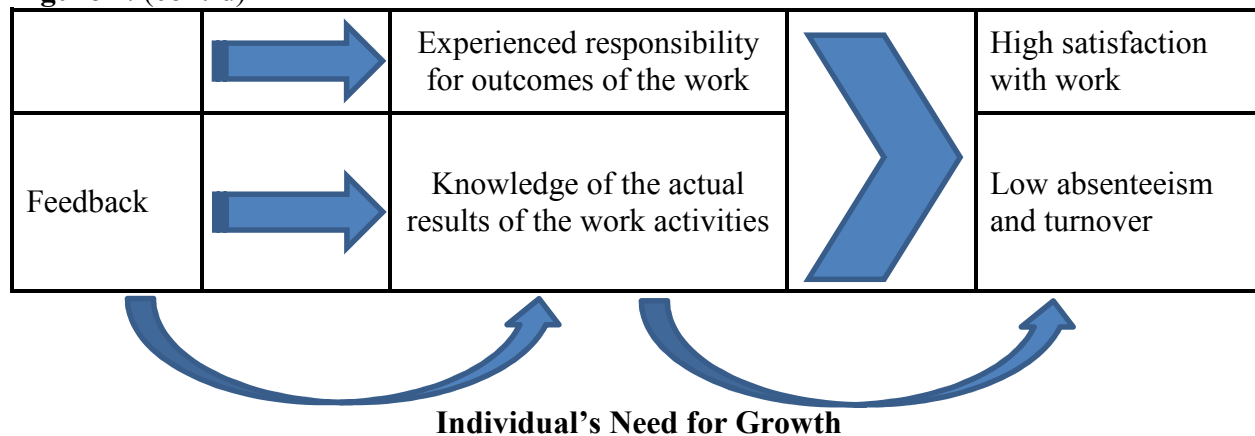 Experienced responsibility
for outcomes of the work
High satisfaction
with work
Feedback
Knowledge of the actual
results of the work activities
Low absenteeism
and turnover
Individual's Need for Growth